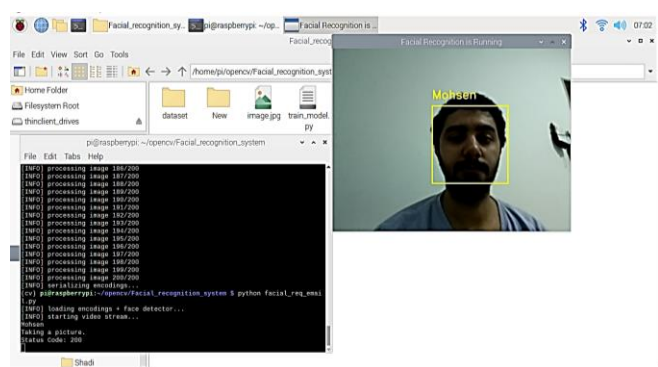 Facial_recognition_sy...
pi@raspberrypi: ~/op...
Facial Recognition is ...
07:02
Facial_recog
Facial Recognition is Running
File Edit View Sort Go Tools
/home/pi/opencv/Facial_recognition_syst
Home Folder
Filesystem Root
thinclient_drives
dataset
New
image.jpg
train_model.
py
Mohsen
pi@raspberrypi: ~/opencv/Facial_recognition_system
File Edit Tabs Help
[INFO] processing image 186/200
[INFO] processing image 187/200
[INFO] processing image 188/200
[INFO] processing image 189/200
[INFO] processing image 190/200
[INFO] processing image 191/200
[INFO] processing image 192/200
[INFO] processing image 193/200
[INFO] processing image 194/200
[INFO] processing image 195/200
[INFO] processing image 196/200
[INFO] processing image 197/200
[INFO] processing image 198/200
[INFO] processing image 199/200
[INFO] processing image 200/200
[INFO] serializing encodings...
(cv) pi@raspberrypi:~/opencv/Facial_recognition_system $ python facial_req_emai
l.py
[INFO] loading encodings + face detector...
[INFO] starting video stream...
Mohsen
Taking a picture.
Status Code: 200
Shadi